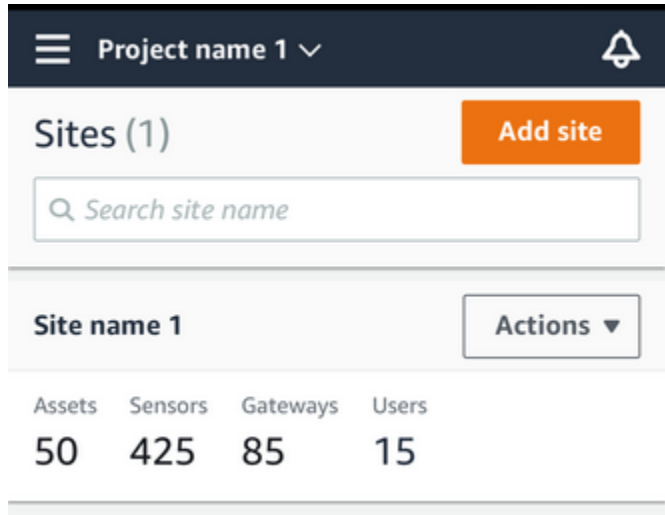 Project name 1
Sites (1)
Add site
Search site name
Site name 1
Actions
Assets Sensors Gateways Users
50 425 85 15